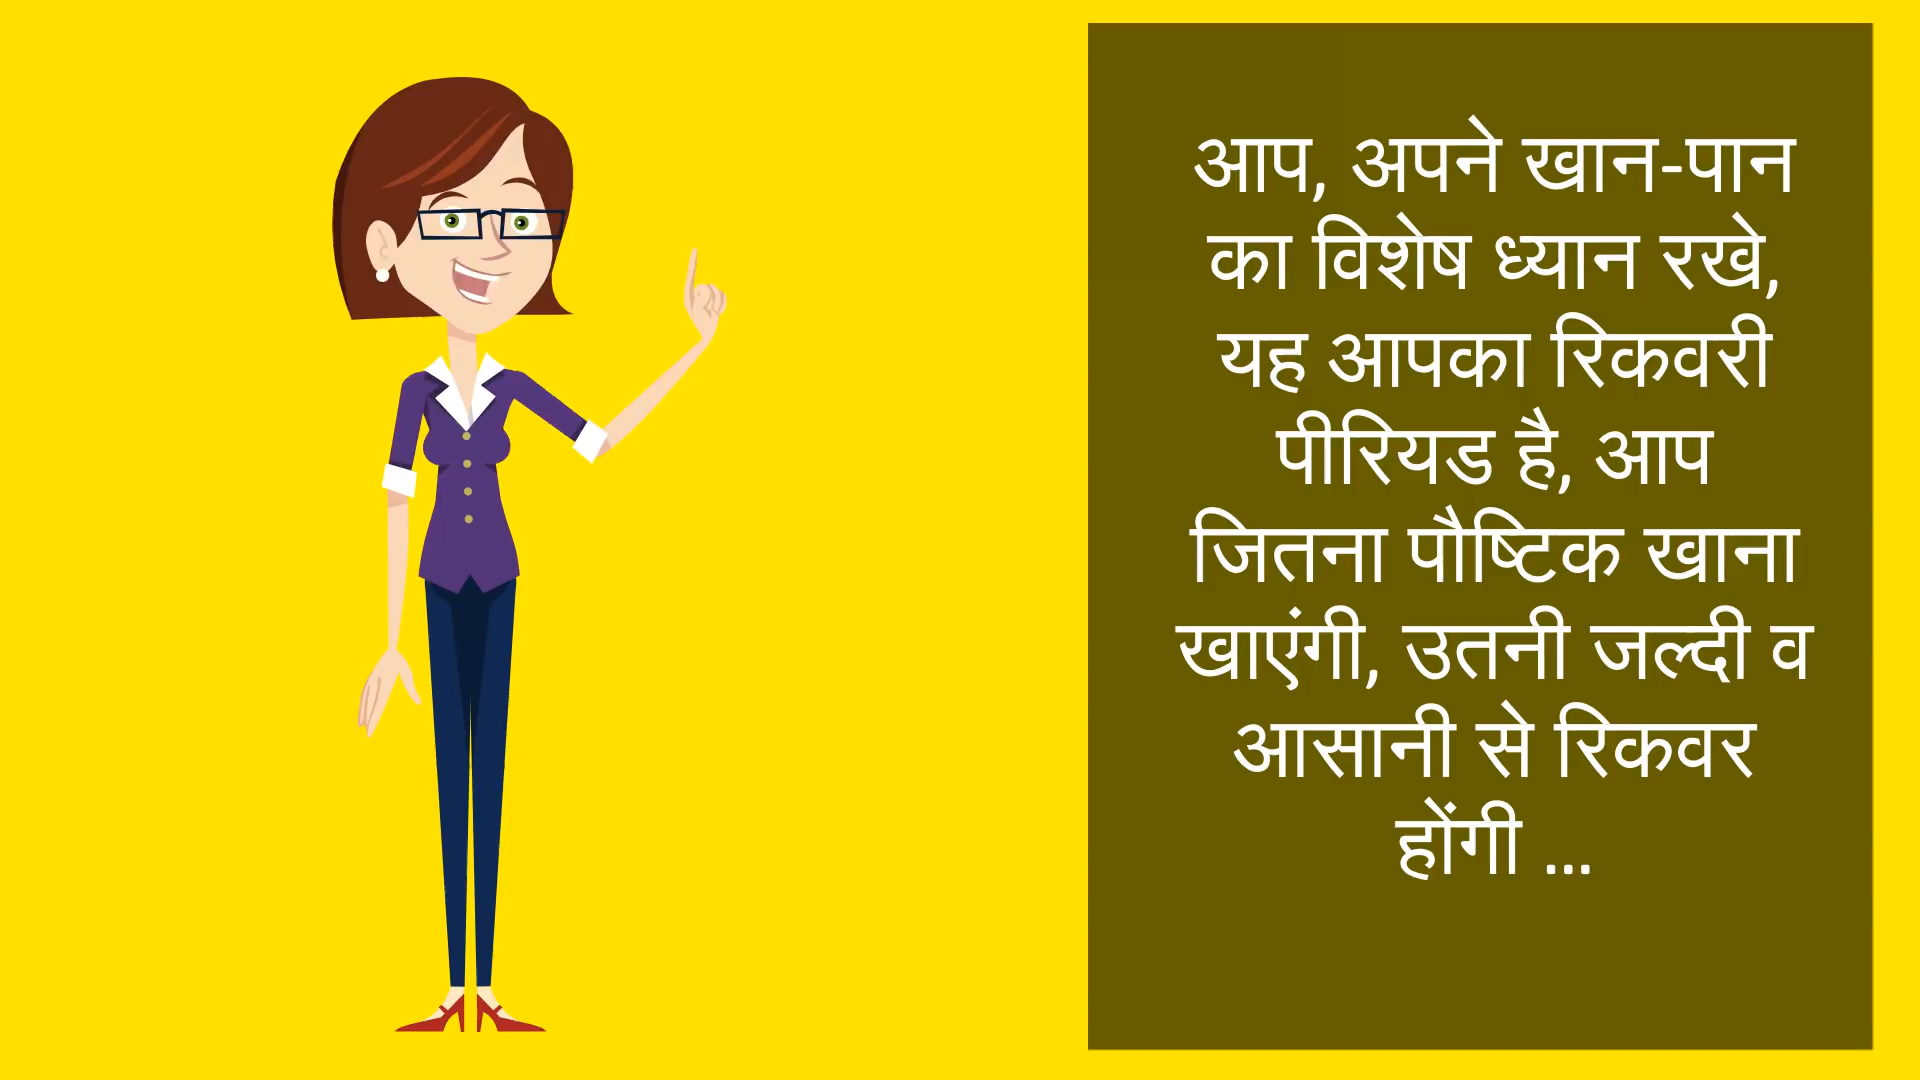 आप, अपने खान-पान
का विशेष ध्यान रखे,
यह आपका रिकवरी
पीरियड है, आप
जितना पौष्टिक खाना
खाएंगी, उतनी जल्दी व
आसानी से रिकवर
होंगी ...